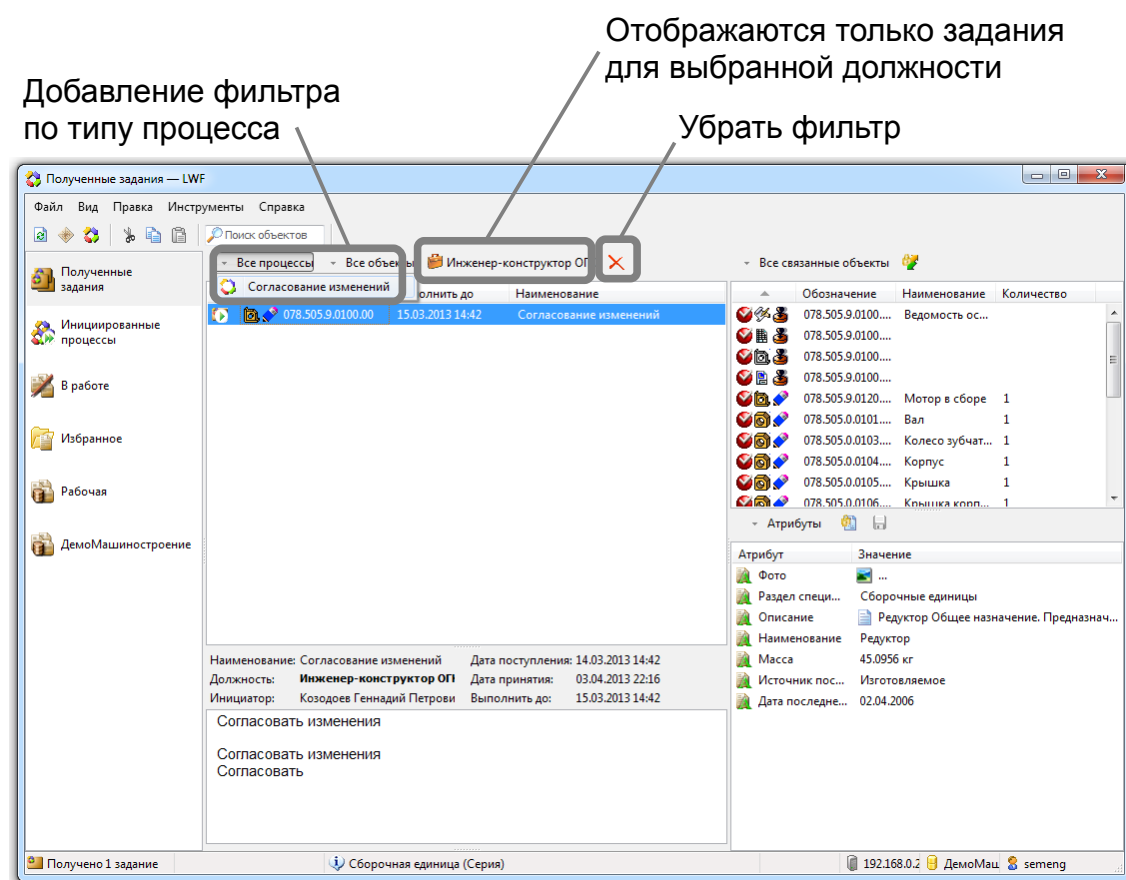 Отображаются только задания
для выбранной должности
Добавление фильтра
по типу процесса
Убрать фильтр
Полученные задания — LWF
Файл Вид Правка Инструменты Справка
Поиск объектов
Все процессы Все объекты Инженер-конструктор ОГ Все связанные объекты
Согласование изменений
олнить до Наименование
078.505.9.0100.00 15.03.2013 14:42 Согласование изменений
Полученные
задания
Инициированные
процессы
В работе
Избранное
Рабочая
ДемоМашиностроение
Обозначение Наименование Количество
078.505.9.0100.... Ведомость ос...
078.505.9.0100....
078.505.9.0100....
078.505.9.0100....
078.505.9.0120.... Мотор в сборе 1
078.505.0.0101.... Вал 1
078.505.0.0103.... Колесо зубчат... 1
078.505.0.0104.... Корпус 1
078.505.0.0105.... Крышка 1
078.505.0.0106.... Крышка корп... 1
Атрибуты
Атрибут Значение
Фото ...
Раздел специ... Сборочные единицы
Описание Редуктор Общее назначение. Предназнач...
Наименование Редуктор
Масса 45.0956 кг
Источник пос... Изготовляемое
Дата последне... 02.04.2006
Наименование: Согласование изменений Дата поступления: 14.03.2013 14:42
Должность: Инженер-конструктор ОГІ Дата принятия: 03.04.2013 22:16
Инициатор: Козодоев Геннадий Петрови Выполнить до: 15.03.2013 14:42
Согласовать изменения
Согласовать изменения
Согласовать
Получено 1 задание Сборочная единица (Серия) 192.168.0.2 ДемоМаш semeng